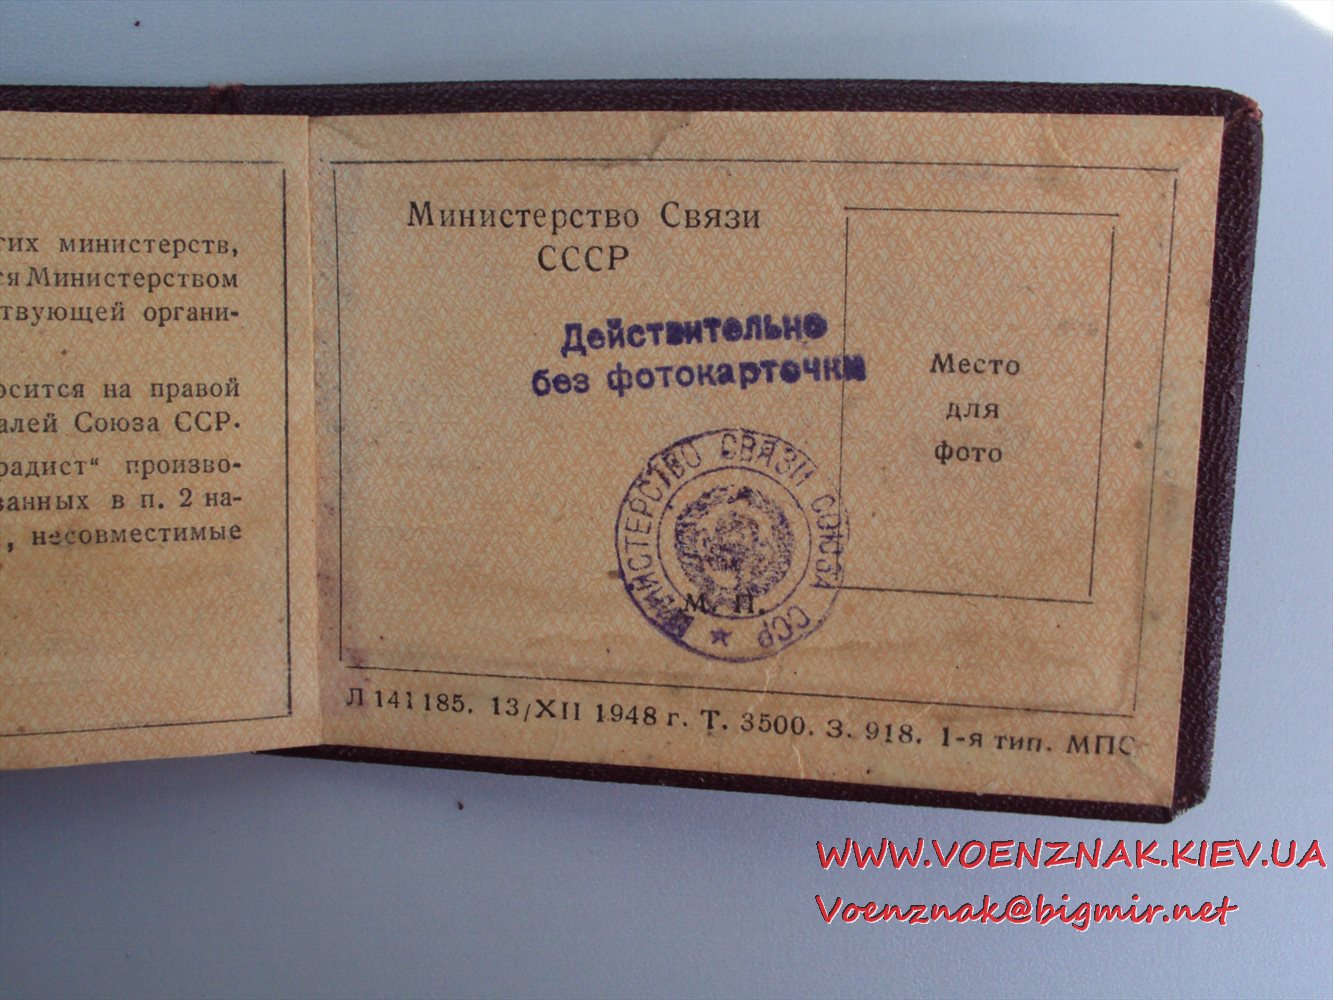 гих министерств,
ся Министерством
твующей органи-
осится на правой
алей Союза ССР.
радист“ произво-
занных в п. 2 на-
, несовместимые
Министерство Связи
СССР
Действительно
без фотокарточки
Место
для
фото
МИНИСТЕРСТВО СВЯЗИ СОЮЗА ССР
М. П.
Л 141185. 13/XII 1948 г. Т. 3500. З. 918. 1-я тип. МПС
WWW.VOENZNAK.KIEV.UA
Voenznak@bigmir.net